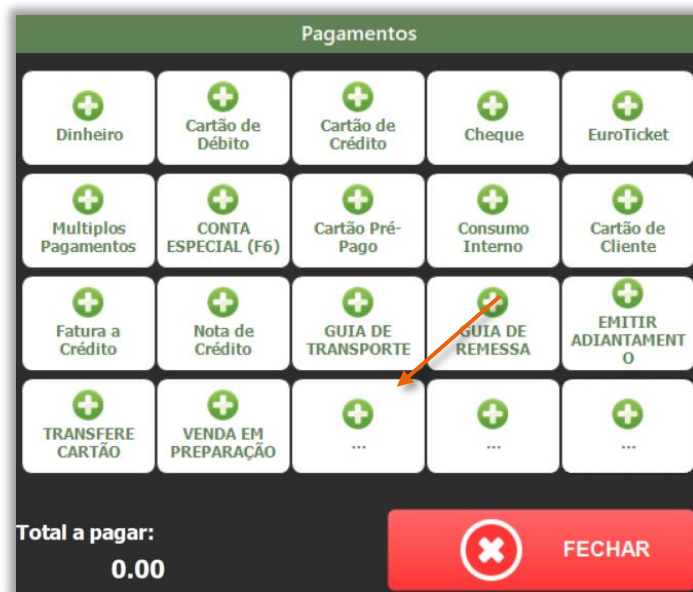 Pagamentos
Dinheiro
Cartão de
Débito
Cartão de
Crédito
Cheque
EuroTicket
Multiplos
Pagamentos
CONTA
ESPECIAL (F6)
Cartão Pré-
Pago
Consumo
Interno
Cartão de
Cliente
Fatura a
Crédito
Nota de
Crédito
GUIA DE
TRANSPORTE
GUIA DE
REMESSA
EMITIR
ADIANTAMENT
O
TRANSFERE
CARTÃO
VENDA EM
PREPARAÇÃO
...
...
...
Total a pagar:
0.00
FECHAR